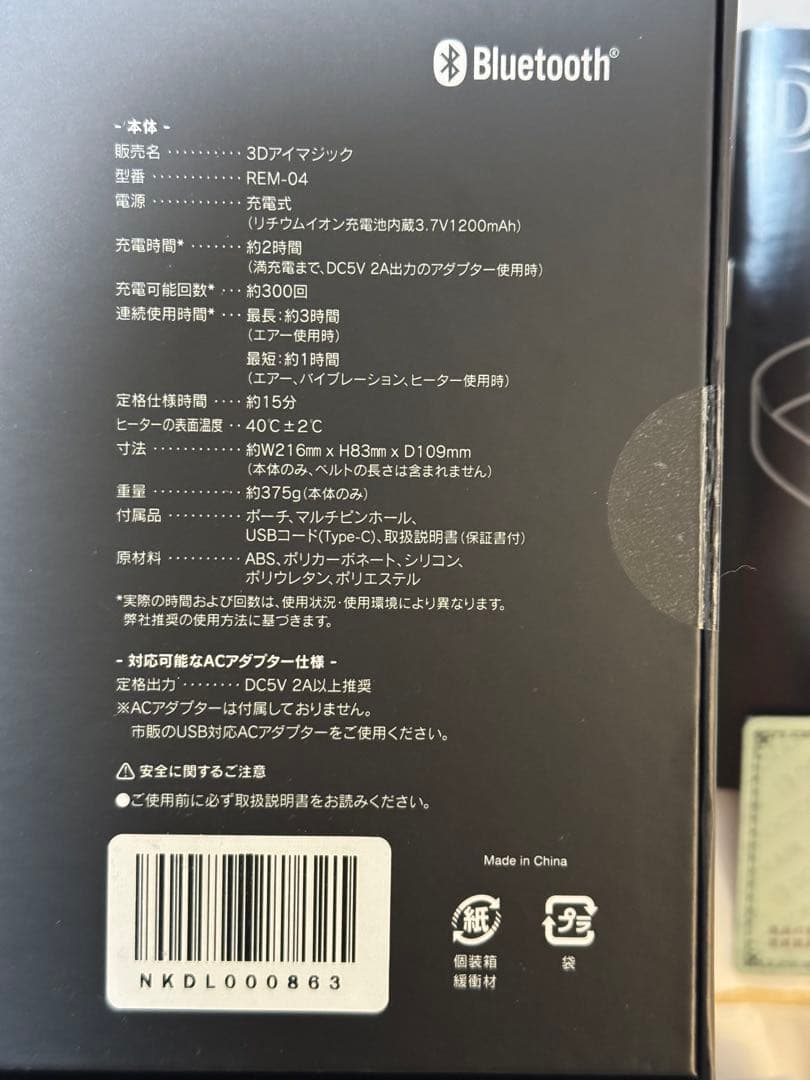 Bluetooth®
- 本体 -
販売名 ･･････････ 3Dアイマジック
型番 ････････････ REM-04
電源 ････････････ 充電式
(リチウムイオン充電池内蔵3.7V1200mAh)
充電時間* ･･･････ 約2時間
(満充電まで、DC5V 2A出力のアダプター使用時)
充電可能回数* ･･･ 約300回
連続使用時間* ･･･ 最長：約3時間
(エアー使用時)
最短：約1時間
(エアー、バイブレーション、ヒーター使用時)
定格仕様時間 ････ 約15分
ヒーターの表面温度 ･･ 40℃±2℃
寸法 ････････････ 約W216㎜ x H83㎜ x D109mm
(本体のみ、ベルトの長さは含まれません)
重量 ････････････ 約375g(本体のみ)
付属品 ･･････････ ポーチ、マルチピンホール、
USBコード(Type-C)、取扱説明書(保証書付)
原材料 ･･････････ ABS、ポリカーボネート、シリコン、
ポリウレタン、ポリエステル
*実際の時間および回数は、使用状況・使用環境により異なります。
弊社推奨の使用方法に基づきます。
- 対応可能なACアダプター仕様 -
定格出力 ････････ DC5V 2A以上推奨
※ACアダプターは付属しておりません。
市販のUSB対応ACアダプターをご使用ください。
⚠安全に関するご注意
●ご使用前に必ず取扱説明書をお読みください。
NKDL000863
Made in China
紙 プラ
個装箱 袋
緩衝材
D